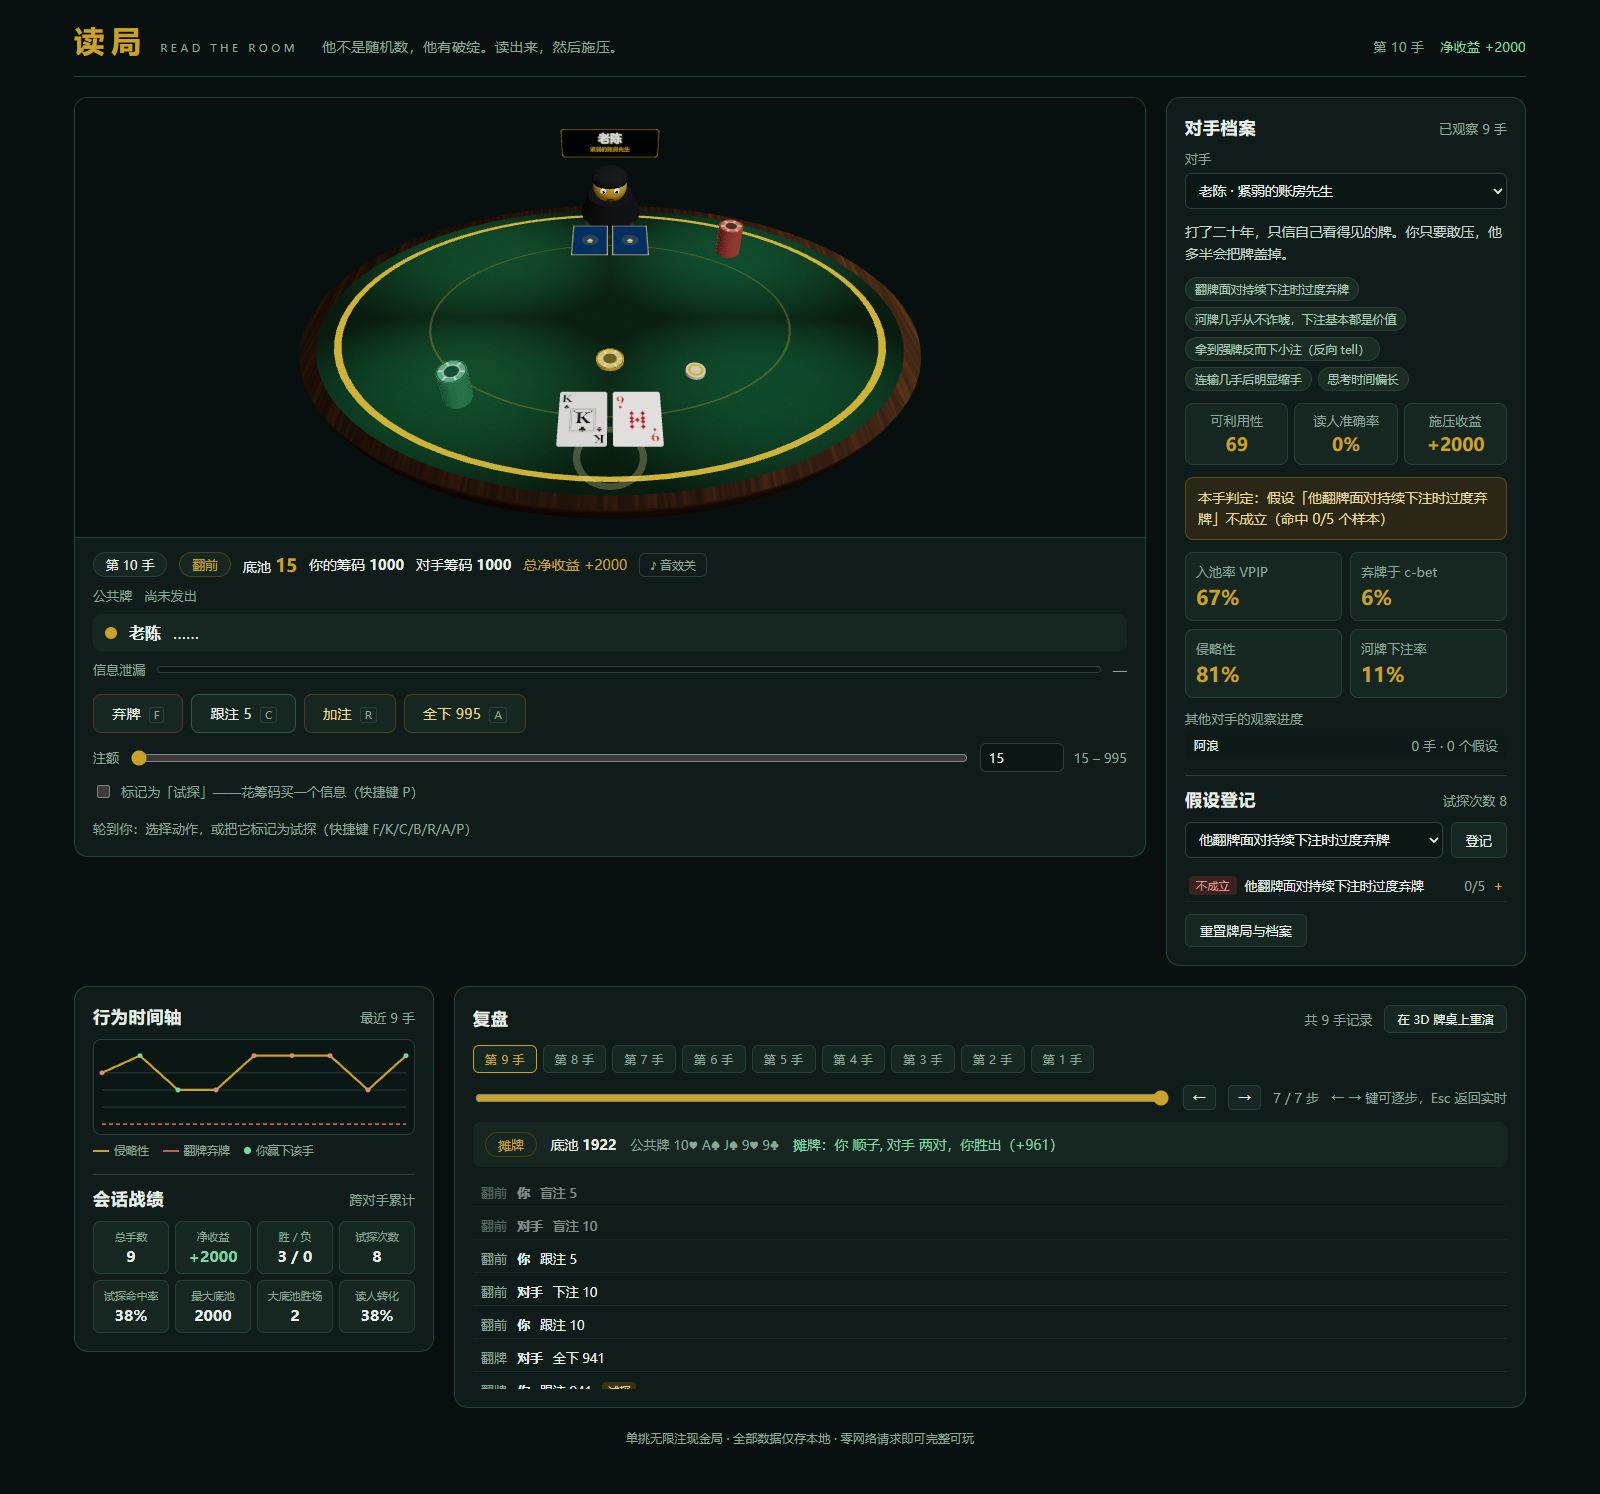 读局 READ THE ROOM 他不是随机数，他有破绽。读出来，然后施压。 第 10 手 净收益 +2000
老陈
紧弱的账房先生
K
K
K
9
9
对手档案 已观察 9 手
对手
老陈 · 紧弱的账房先生
打了二十年，只信自己看得见的牌。你只要敢压，他
多半会把牌盖掉。
翻牌面对持续下注时过度弃牌
河牌几乎从不诈唬，下注基本都是价值
拿到强牌反而下小注（反向 tell）
连输几手后明显缩手 思考时间偏长
可利用性 读人准确率 施压收益
69 0% +2000
本手判定：假设「他翻牌面对持续下注时过度弃
牌」不成立（命中 0/5 个样本）
入池率 VPIP 弃牌于 c-bet
67% 6%
侵略性 河牌下注率
81% 11%
其他对手的观察进度
阿浪 0 手 · 0 个假设
假设登记 试探次数 8
他翻牌面对持续下注时过度弃牌 登记
不成立 他翻牌面对持续下注时过度弃牌 0/5 +
重置牌局与档案
第 10 手 翻前 底池 15 你的筹码 1000 对手筹码 1000 总净收益 +2000 ♪ 音效关
公共牌 尚未发出
老陈 ……
信息泄漏 —
弃牌 F 跟注 5 C 加注 R 全下 995 A
注额 15 15 – 995
标记为「试探」——花筹码买一个信息（快捷键 P）
轮到你：选择动作，或把它标记为试探（快捷键 F/K/C/B/R/A/P）
行为时间轴 最近 9 手
侵略性 翻牌弃牌 你赢下该手
会话战绩 跨对手累计
总手数 净收益 胜 / 负 试探次数
9 +2000 3 / 0 8
试探命中率 最大底池 大底池胜场 读人转化
38% 2000 2 38%
复盘 共 9 手记录 在 3D 牌桌上重演
第 9 手 第 8 手 第 7 手 第 6 手 第 5 手 第 4 手 第 3 手 第 2 手 第 1 手
← → 7 / 7 步 ←→ 键可逐步，Esc 返回实时
摊牌 底池 1922 公共牌 10♥ A♠ J♠ 9♥ 9♣ 摊牌：你 顺子, 对手 两对，你胜出（+961）
翻前 你 盲注 5
翻前 对手 盲注 10
翻前 你 跟注 5
翻前 对手 下注 10
翻前 你 跟注 10
翻牌 对手 全下 941
翻牌 你 跟注 941 试探
单挑无限注现金局 · 全部数据仅存本地 · 零网络请求即可完整可玩